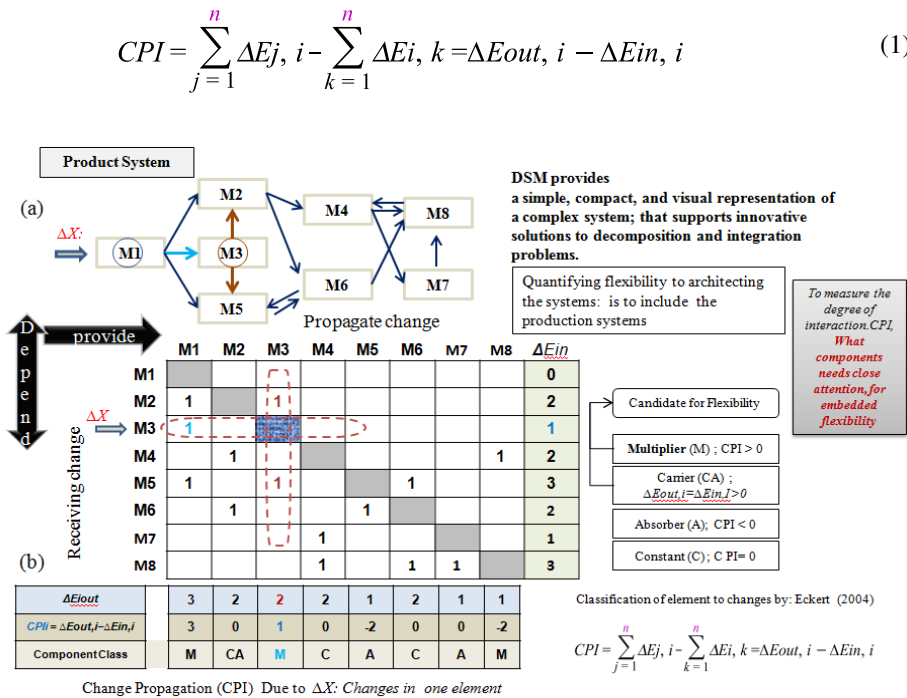 n n
CPI = ∑ ΔEj, i- ∑ ΔEi, k =ΔEout, i − ΔEin, i (1)
j = 1 k = 1
Product System
(a)
ΔX:
M1
M2
M3
M5
M4
M6
M8
M7
DSM provides
a simple, compact, and visual representation of
a complex system; that supports innovative
solutions to decomposition and integration
problems.
Quantifying flexibility to architecting
the systems: is to include the
production systems
To measure the
degree of
interaction.CPI,
What
components
needs close
attention,for
embedded
flexibility
Depend
provide
Propagate change
M1 M2 M3 M4 M5 M6 M7 M8 ΔEin
M1 0
M2 1 1 2
ΔX
M3 1 1
M4 1 1 2
M5 1 1 1 3
M6 1 1 2
M7 1 1
M8 1 1 1 3
Receiving change
(b)
Candidate for Flexibility
Multiplier (M) ; CPI > 0
Carrier (CA) ;
ΔEout,i=ΔEin,I>0
Absorber (A); CPI < 0
Constant (C) ; C PI= 0
ΔEiout 3 2 2 2 1 2 1 1
CPIi = ΔEout,i−ΔEin,i 3 0 1 0 -2 0 0 -2
Component Class M CA M C A C A M
Classification of element to changes by: Eckert (2004)
n n
CPI = ∑ ΔEj, i- ∑ ΔEi, k =ΔEout, i − ΔEin, i
j = 1 k = 1
Change Propagation (CPI) Due to ΔX: Changes in one element